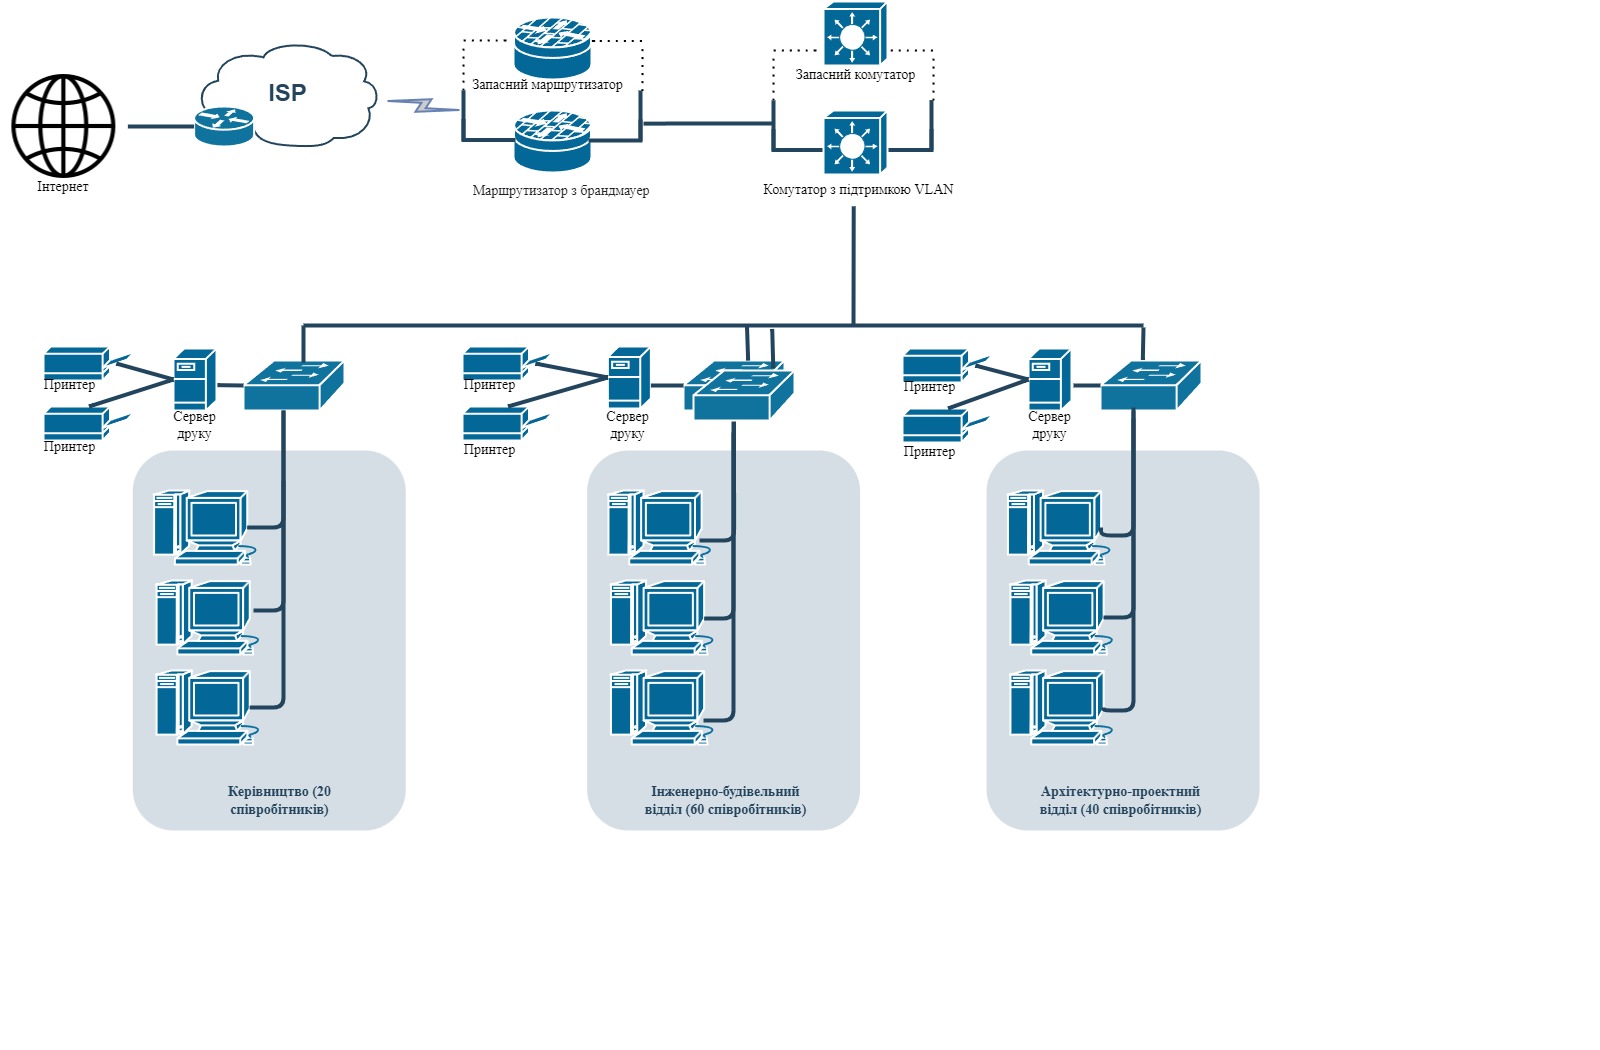 ISP
Інтернет
Запасний маршрутизатор
Маршрутизатор з брандмауер
Запасний комутатор
Комутатор з підтримкою VLAN
Принтер
Принтер
Сервер
друку
Принтер
Принтер
Сервер
друку
Принтер
Принтер
Сервер
друку
Керівництво (20
співробітників)
Інженерно-будівельний
відділ (60 співробітників)
Архітектурно-проектний
відділ (40 співробітників)